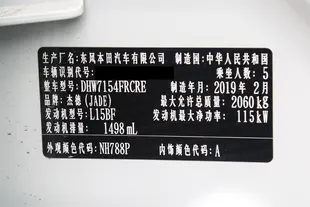 生产厂名:东风本田汽车有限公司 制造国:中华人民共和国
车辆识别代号: 乘坐人数:5
整车型号:DHW7154FRCRE 制造年月:2019年2月
品牌:杰德(JADE) 最大允许总质量:2060kg
发动机型号:L15BF 发动机最大净功率:115kW
发动机排量:1498mL
外观颜色代码:NH788P 内饰颜色代码:A